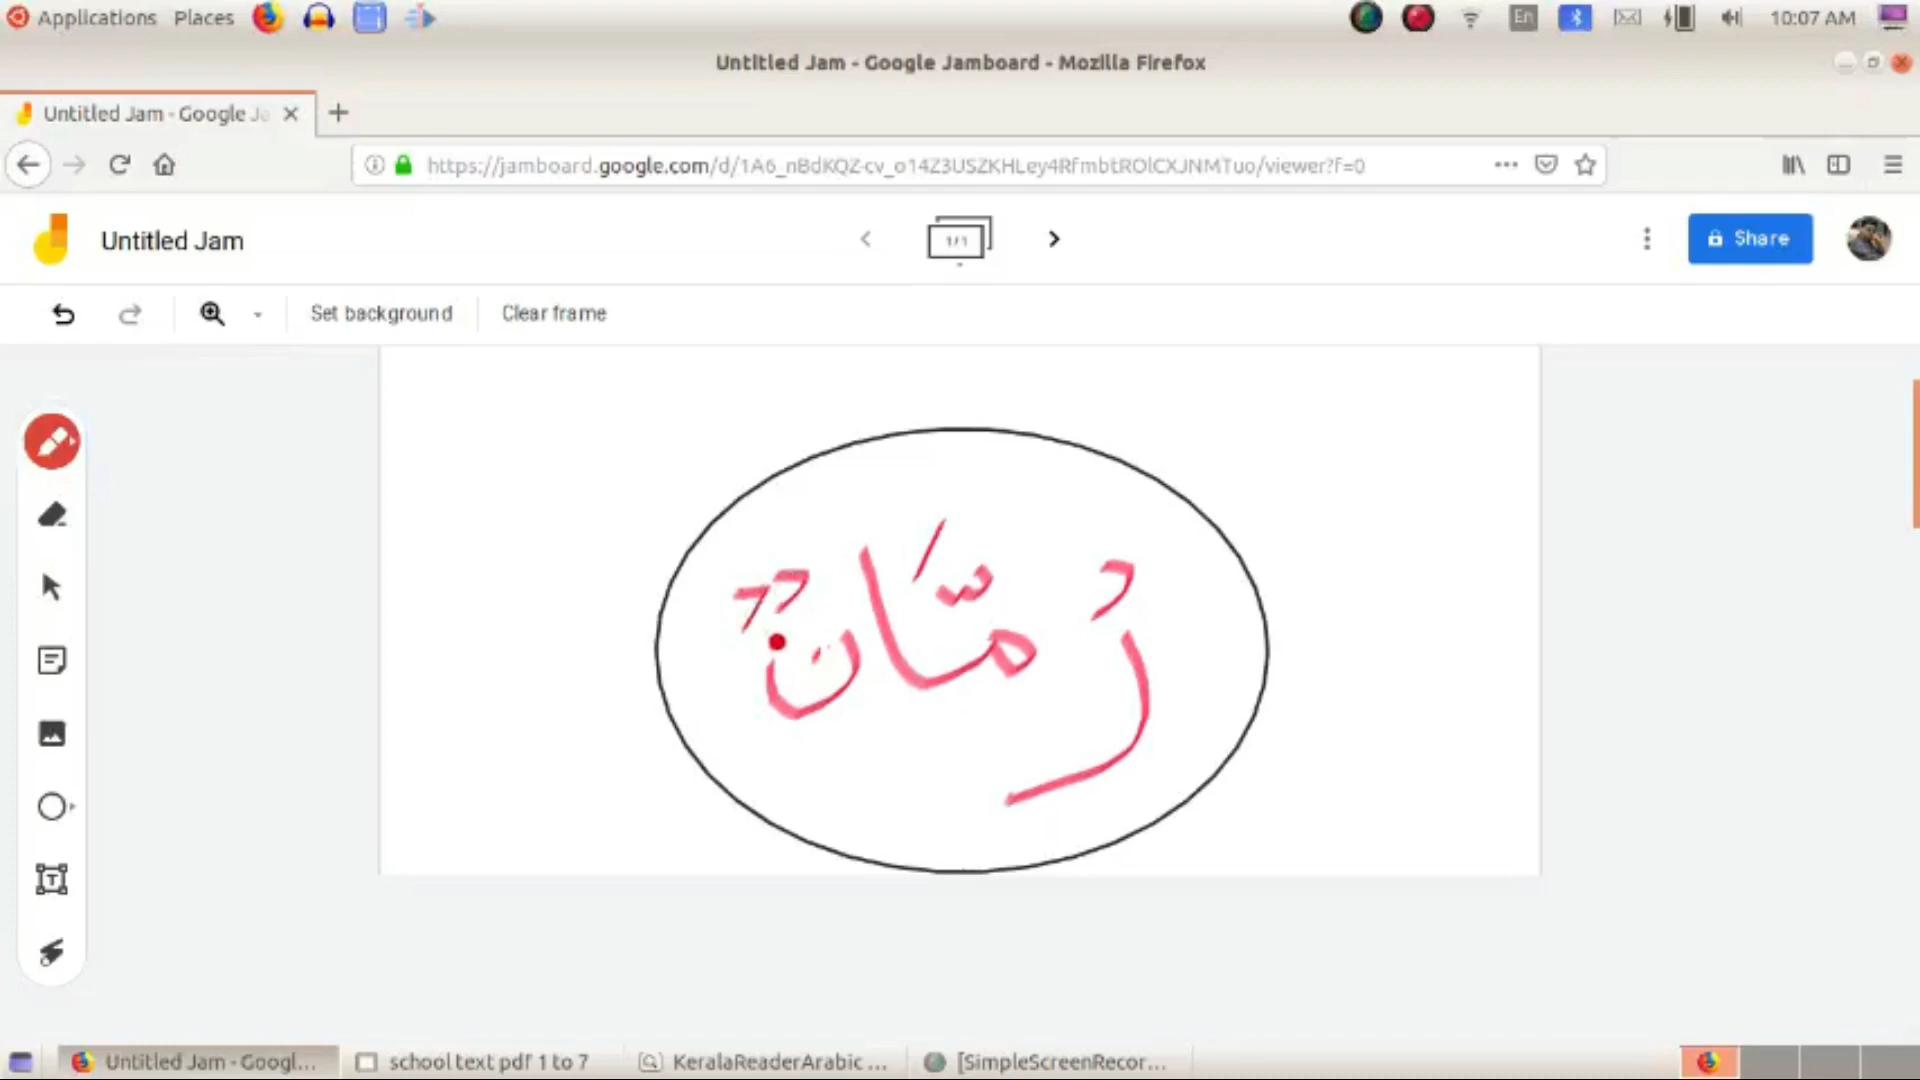 Applications Places En 10:07 AM
Untitled Jam - Google Jamboard - Mozilla Firefox
Untitled Jam - Google Ja
https://jamboard.google.com/d/1A6_nBdKQZ-cv_o14Z3USZKHLey4RfmbtROlCXJNMTuo/viewer?f=0
Untitled Jam 1/1 Share
Set background Clear frame
رُمَّانٌ
Untitled Jam - Googl... school text pdf 1 to 7 KeralaReaderArabic ... [SimpleScreenRecor...